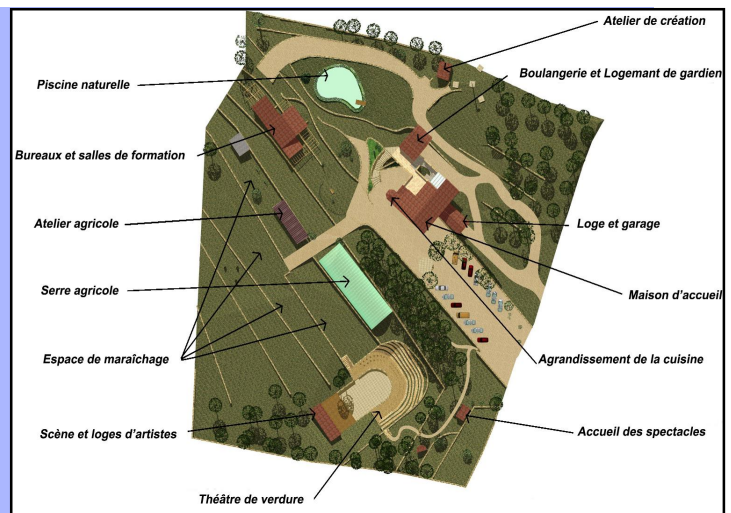 Atelier de création
Boulangerie et Logemant de gardien
Piscine naturelle
Bureaux et salles de formation
Atelier agricole
Loge et garage
Serre agricole
Maison d'accueil
Espace de maraîchage
Agrandissement de la cuisine
Scène et loges d'artistes
Accueil des spectacles
Théâtre de verdure